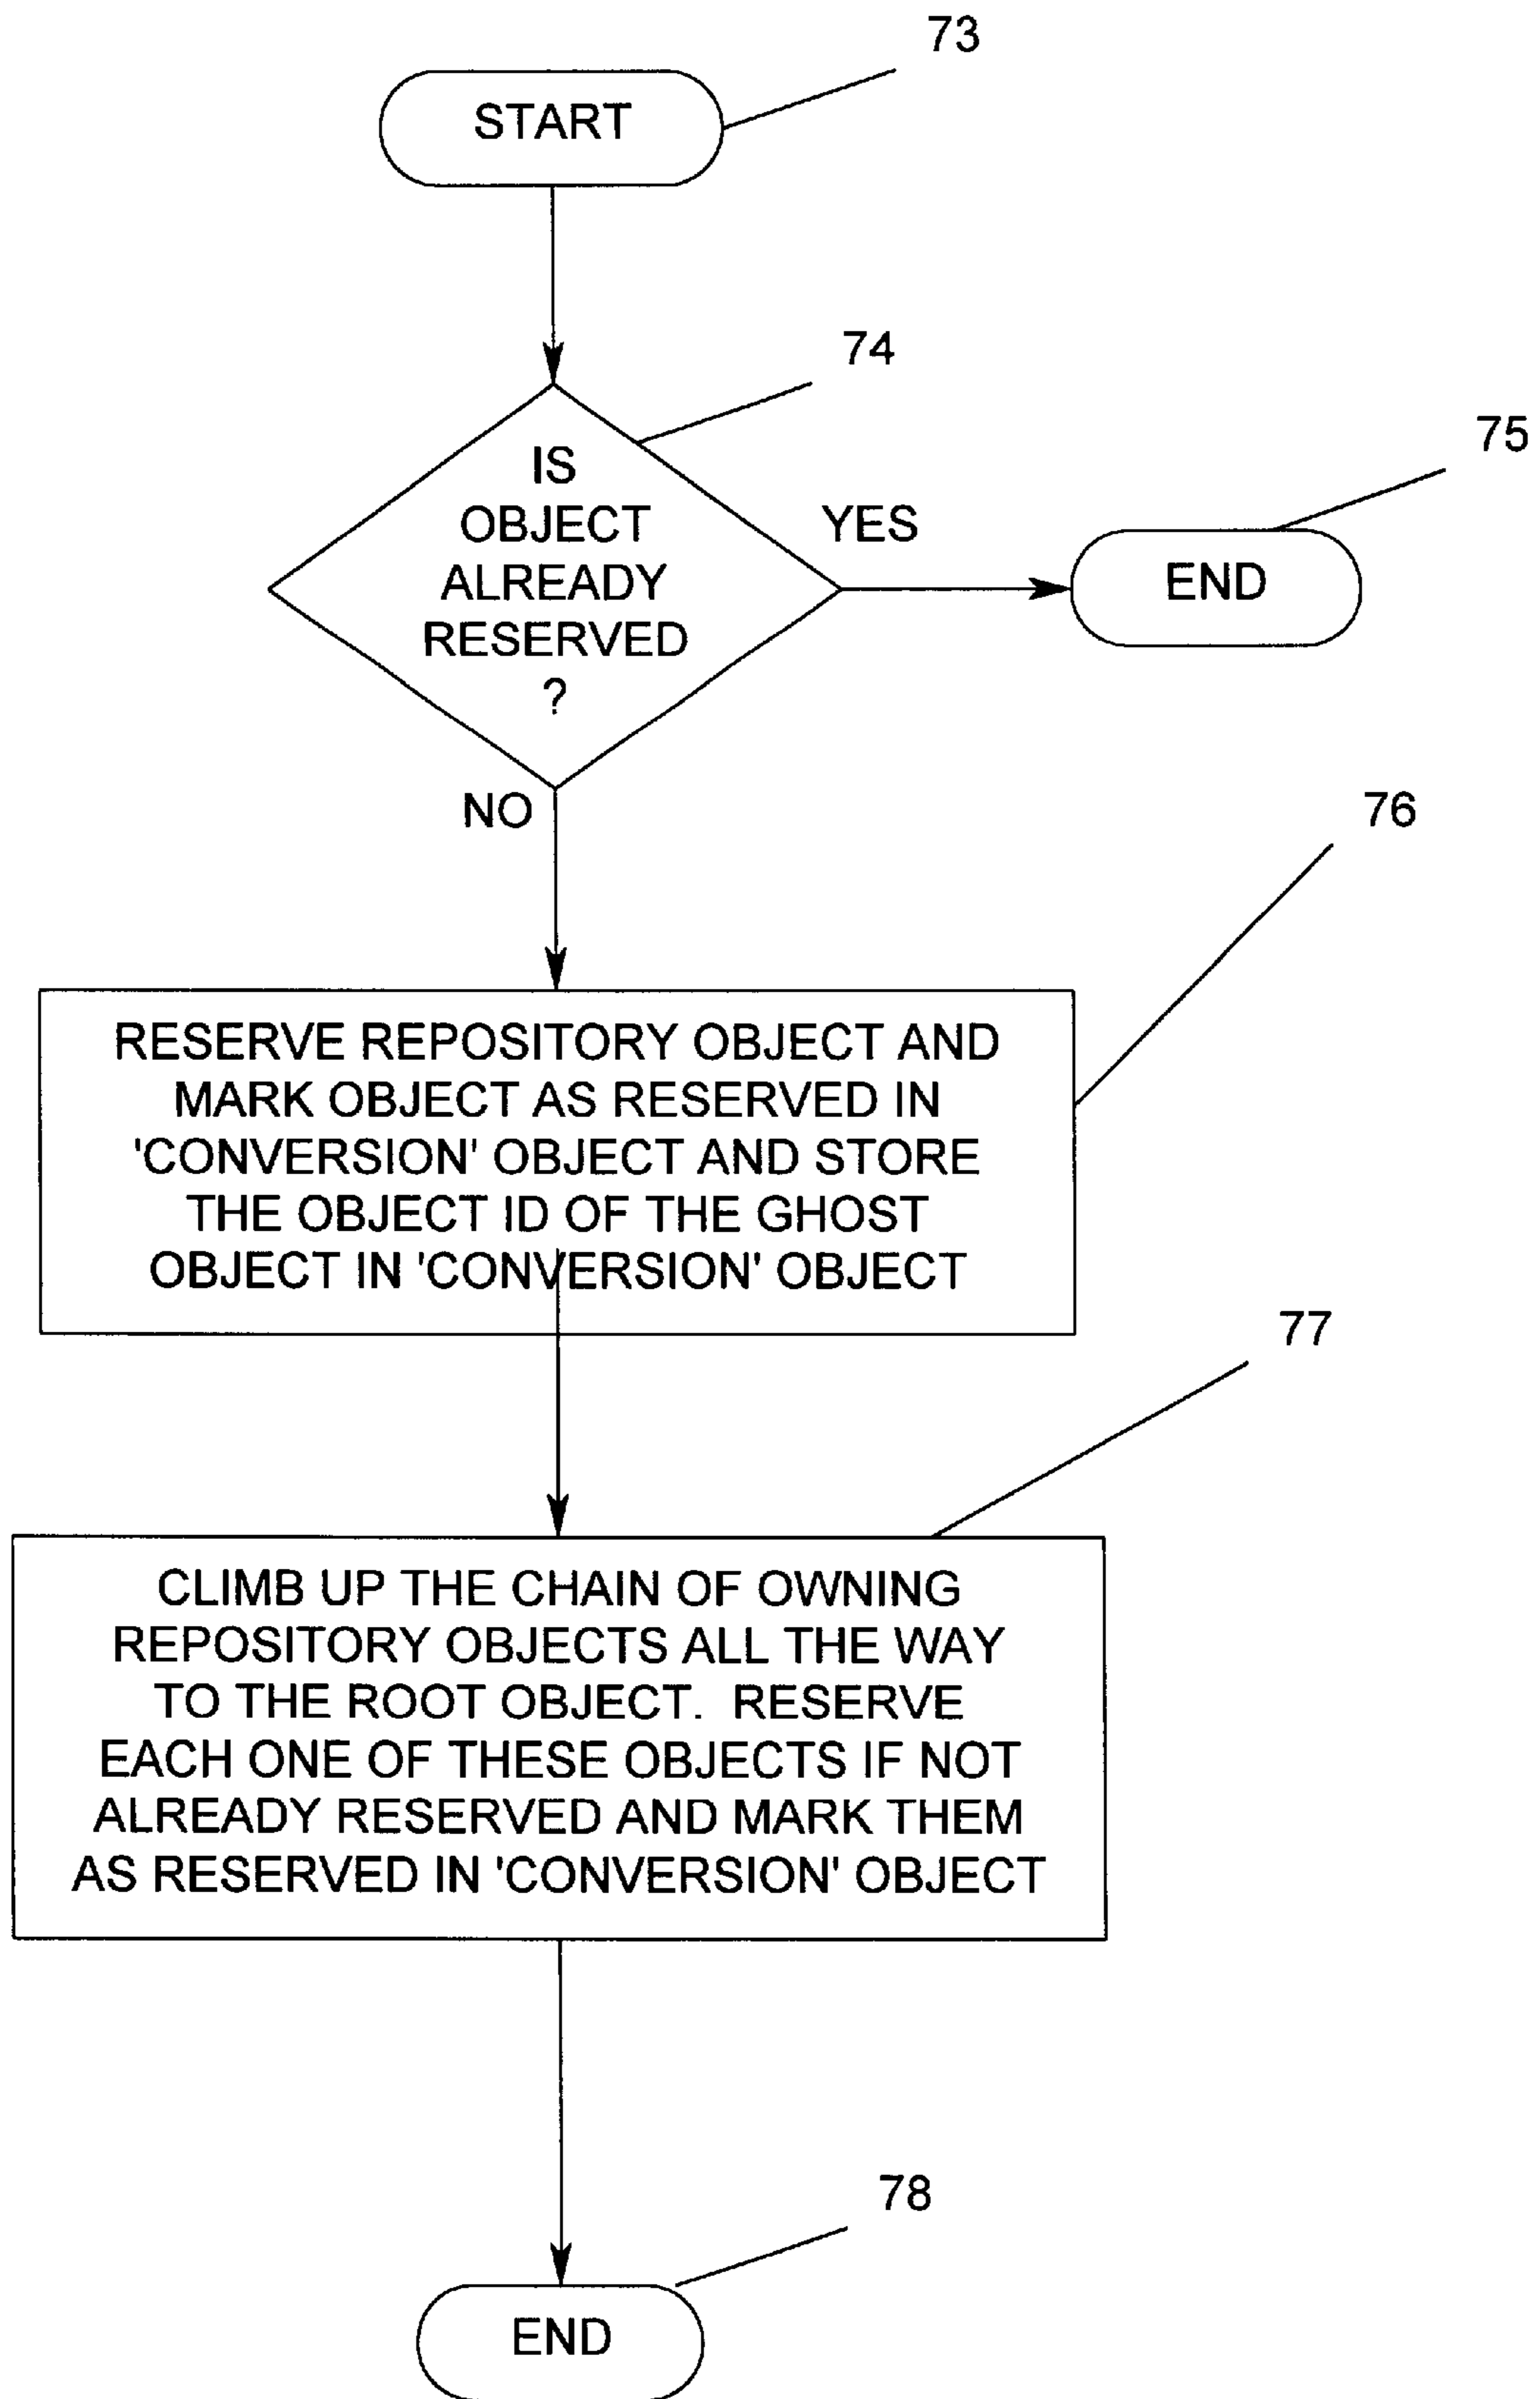 73
START
74
IS
OBJECT
ALREADY
RESERVED
?
YES
75
END
NO
76
RESERVE REPOSITORY OBJECT AND
MARK OBJECT AS RESERVED IN
'CONVERSION' OBJECT AND STORE
THE OBJECT ID OF THE GHOST
OBJECT IN 'CONVERSION' OBJECT
77
CLIMB UP THE CHAIN OF OWNING
REPOSITORY OBJECTS ALL THE WAY
TO THE ROOT OBJECT. RESERVE
EACH ONE OF THESE OBJECTS IF NOT
ALREADY RESERVED AND MARK THEM
AS RESERVED IN 'CONVERSION' OBJECT
78
END